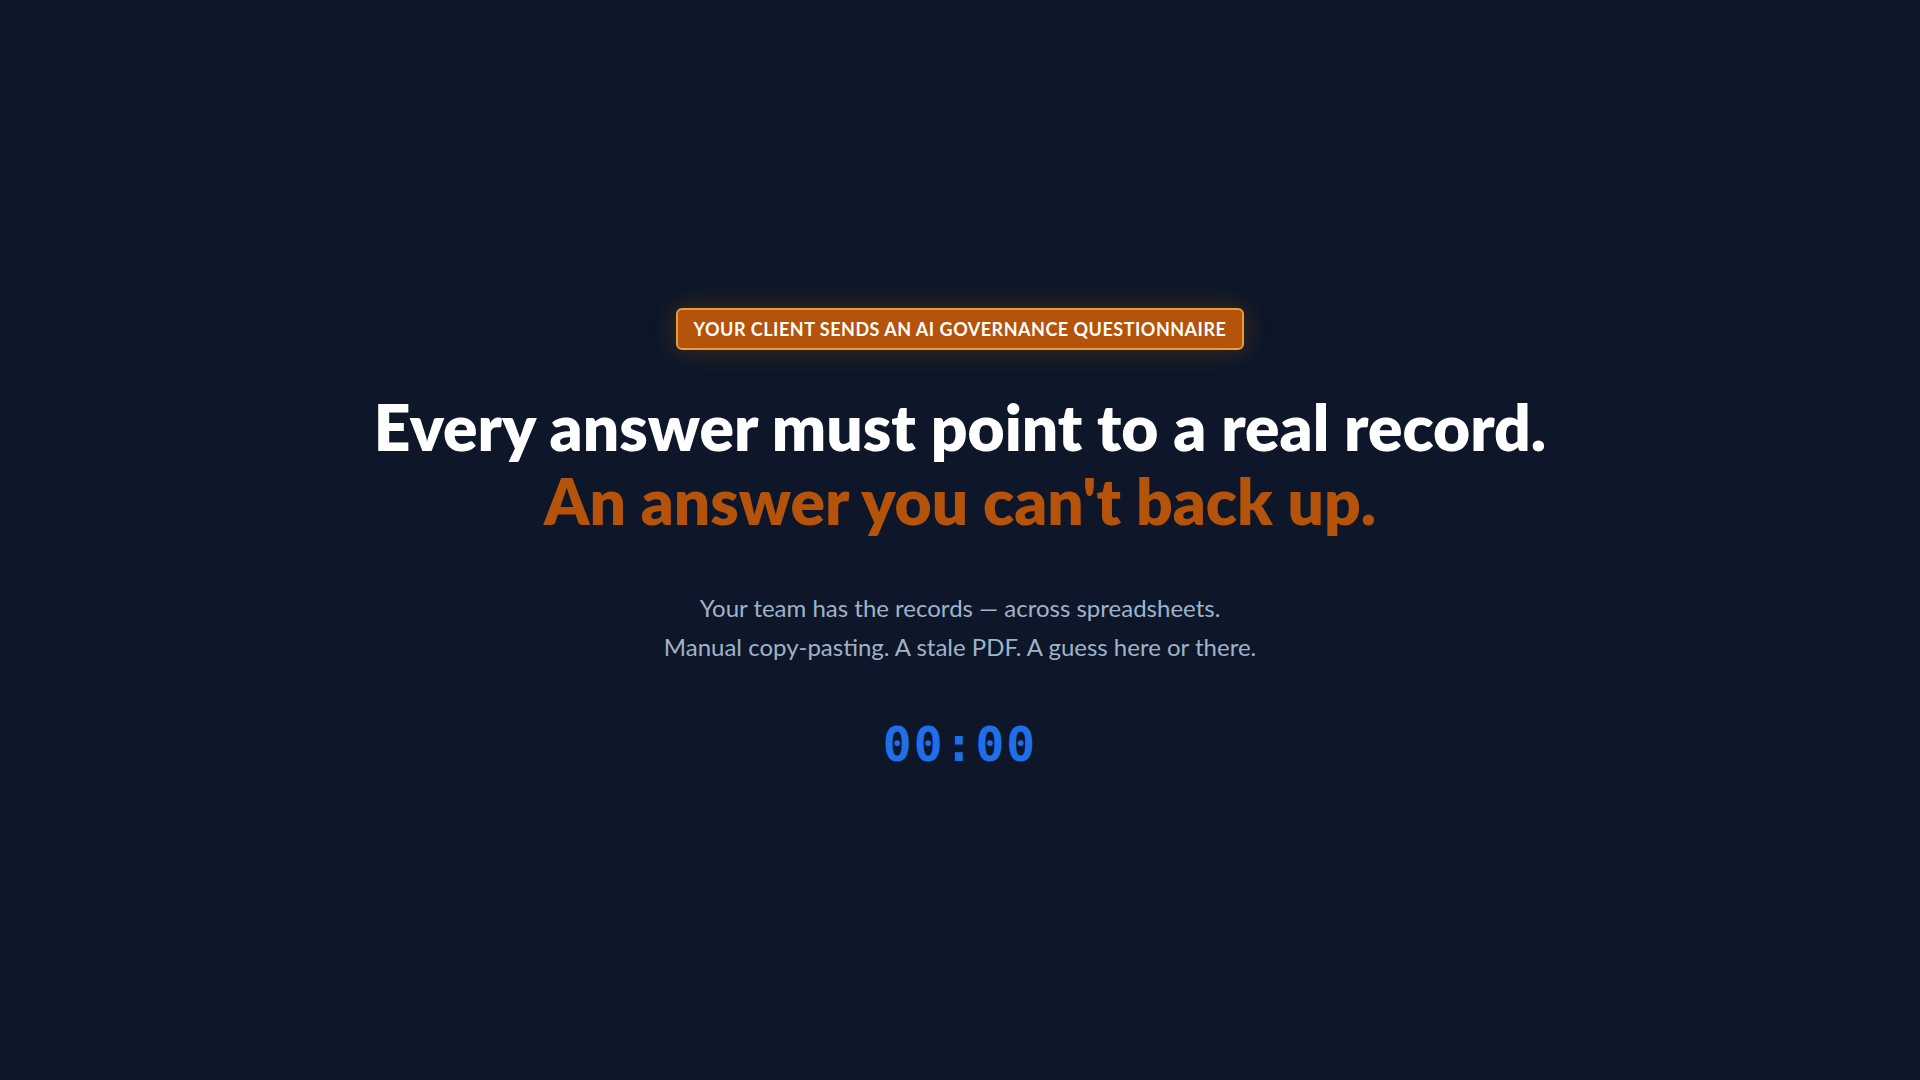 YOUR CLIENT SENDS AN AI GOVERNANCE QUESTIONNAIRE
Every answer must point to a real record.
An answer you can't back up.
Your team has the records — across spreadsheets.
Manual copy-pasting. A stale PDF. A guess here or there.
00:00